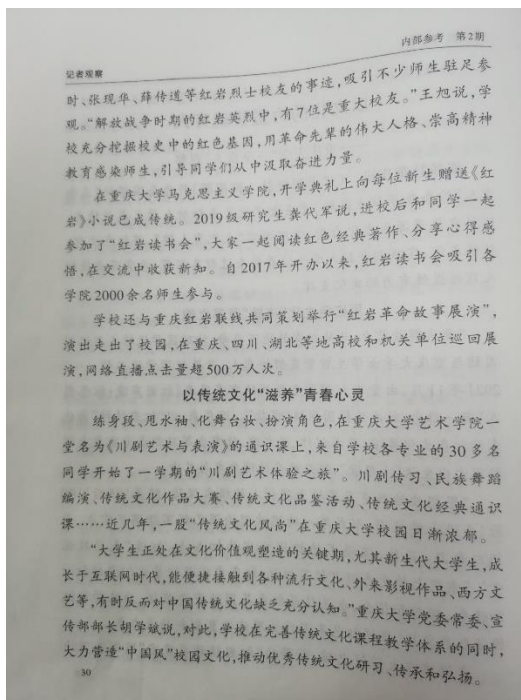 内部参考 第2期
记者观察
时、张现华、薛传道等红岩烈士校友的事迹，吸引不少师生驻足参
观。“解放战争时期的红岩英烈中，有7位是重大校友。”王旭说，学
校充分挖掘校史中的红色基因，用革命先辈的伟大人格、崇高精神
教育感染师生，引导同学们从中汲取奋进力量。
在重庆大学马克思主义学院，开学典礼上向每位新生赠送《红
岩》小说已成传统。2019级研究生龚代军说，进校后和同学一起
参加了“红岩读书会”，大家一起阅读红色经典著作、分享心得感
悟，在交流中收获新知。自2017年开办以来，红岩读书会吸引各
学院2000余名师生参与。
学校还与重庆红岩联线共同策划举行“红岩革命故事展演”，
演出走出了校园，在重庆、四川、湖北等地高校和机关单位巡回展
演，网络直播点击量超500万人次。
以传统文化“滋养”青春心灵
练身段、甩水袖、化舞台妆、扮演角色，在重庆大学艺术学院一
堂名为《川剧艺术与表演》的通识课上，来自学校各专业的30多名
同学开始了一学期的“川剧艺术体验之旅”。川剧传习、民族舞蹈
编演、传统文化作品大赛、传统文化品鉴活动、传统文化经典通识
课……近几年，一股“传统文化风尚”在重庆大学校园日渐浓郁。
“大学生正处在文化价值观塑造的关键期，尤其新生代大学生，成
长于互联网时代，能便捷接触到各种流行文化、外来影视作品、西方文
艺等，有时反而对中国传统文化缺乏充分认知。”重庆大学党委常委、宣
传部部长胡学斌说，对此，学校在完善传统文化课程教学体系的同时，
大力营造“中国风”校园文化，推动优秀传统文化研习、传承和弘扬。
30